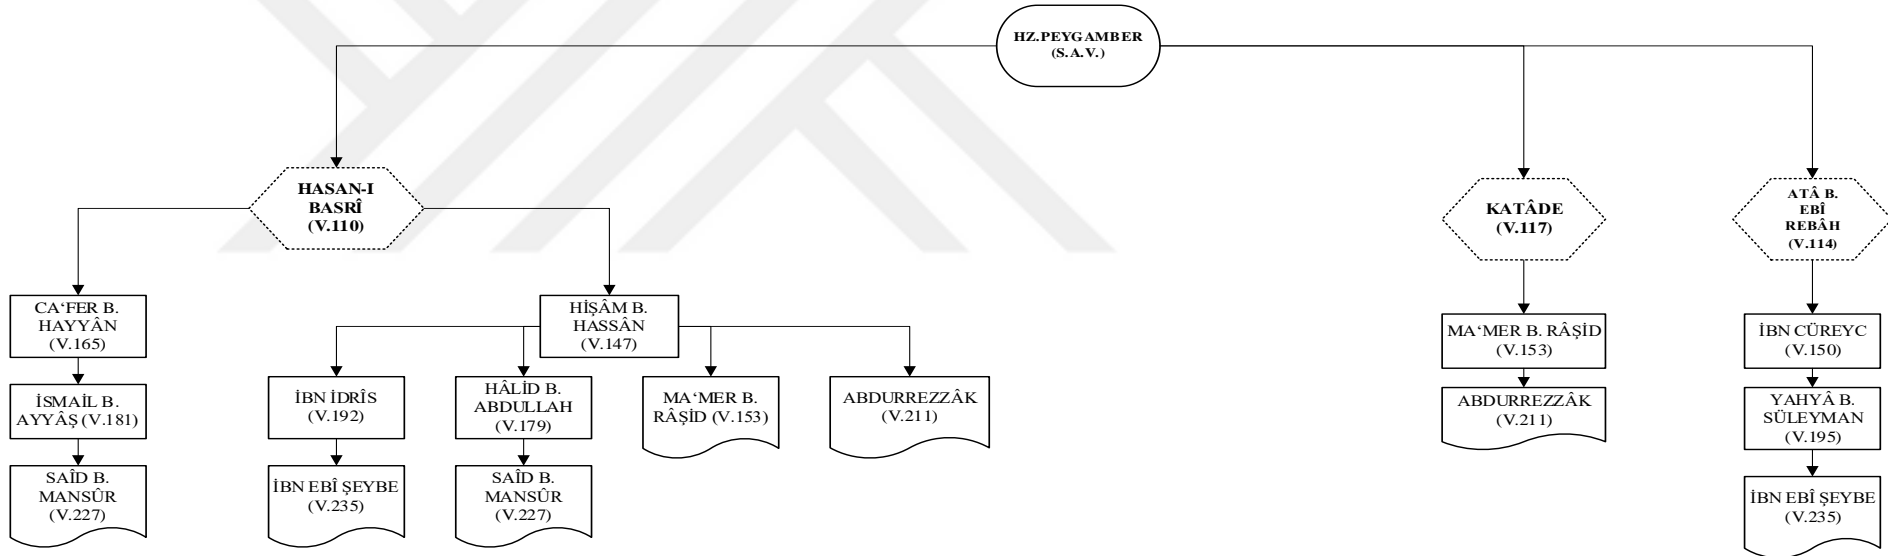 HZ.PEYGAMBER
(S.A.V.)
HASAN-I
BASRÎ
(V.110)
KATÂDE
(V.117)
ATÂ B.
EBÎ
REBÂH
(V.114)
CA‘FER B.
HAYYÂN
(V.165)
HİŞÂM B.
HASSÂN
(V.147)
MA‘MER B. RÂŞİD
(V.153)
İBN CÜREYC
(V.150)
İSMAİL B.
AYYÂŞ (V.181)
İBN İDRÎS
(V.192)
HÂLİD B.
ABDULLAH
(V.179)
MA‘MER B.
RÂŞİD (V.153)
ABDURREZZÂK
(V.211)
ABDURREZZÂK
(V.211)
YAHYÂ B.
SÜLEYMAN
(V.195)
SAÎD B.
MANSÛR
(V.227)
İBN EBÎ ŞEYBE
(V.235)
SAÎD B.
MANSÛR
(V.227)
İBN EBÎ ŞEYBE
(V.235)